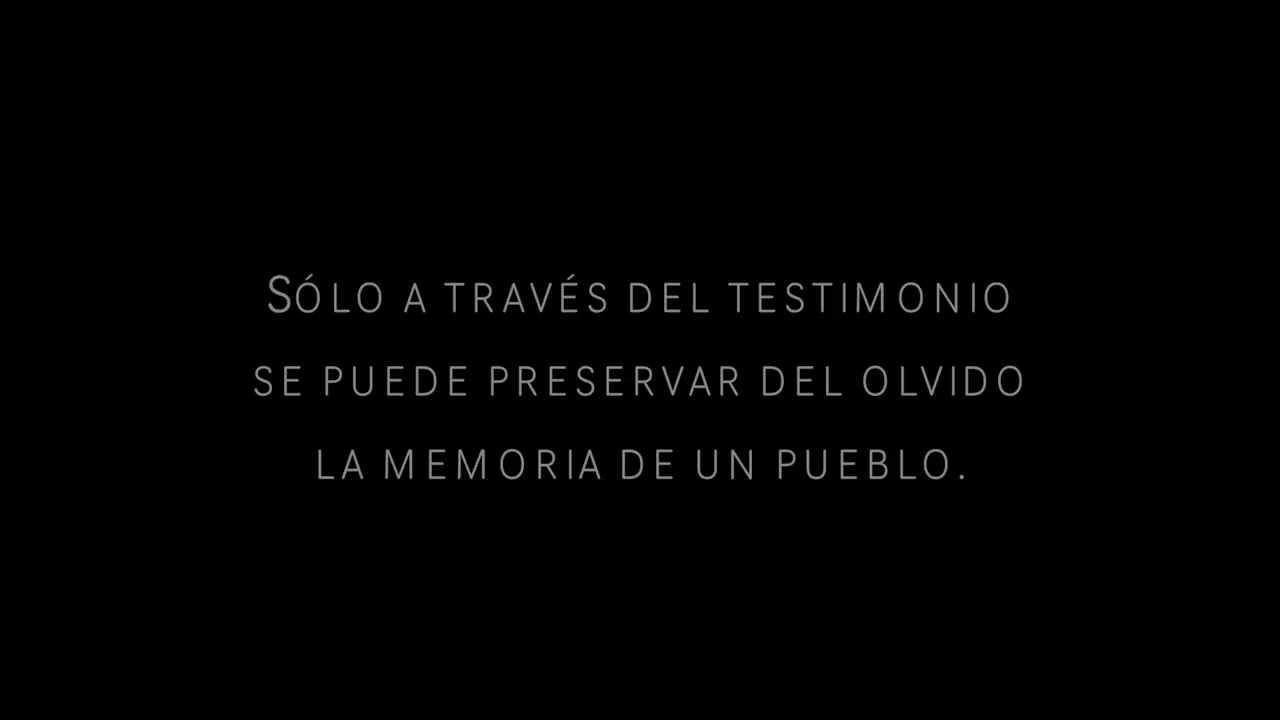 Sólo a través del testimonio
se puede preservar del olvido
la memoria de un pueblo.